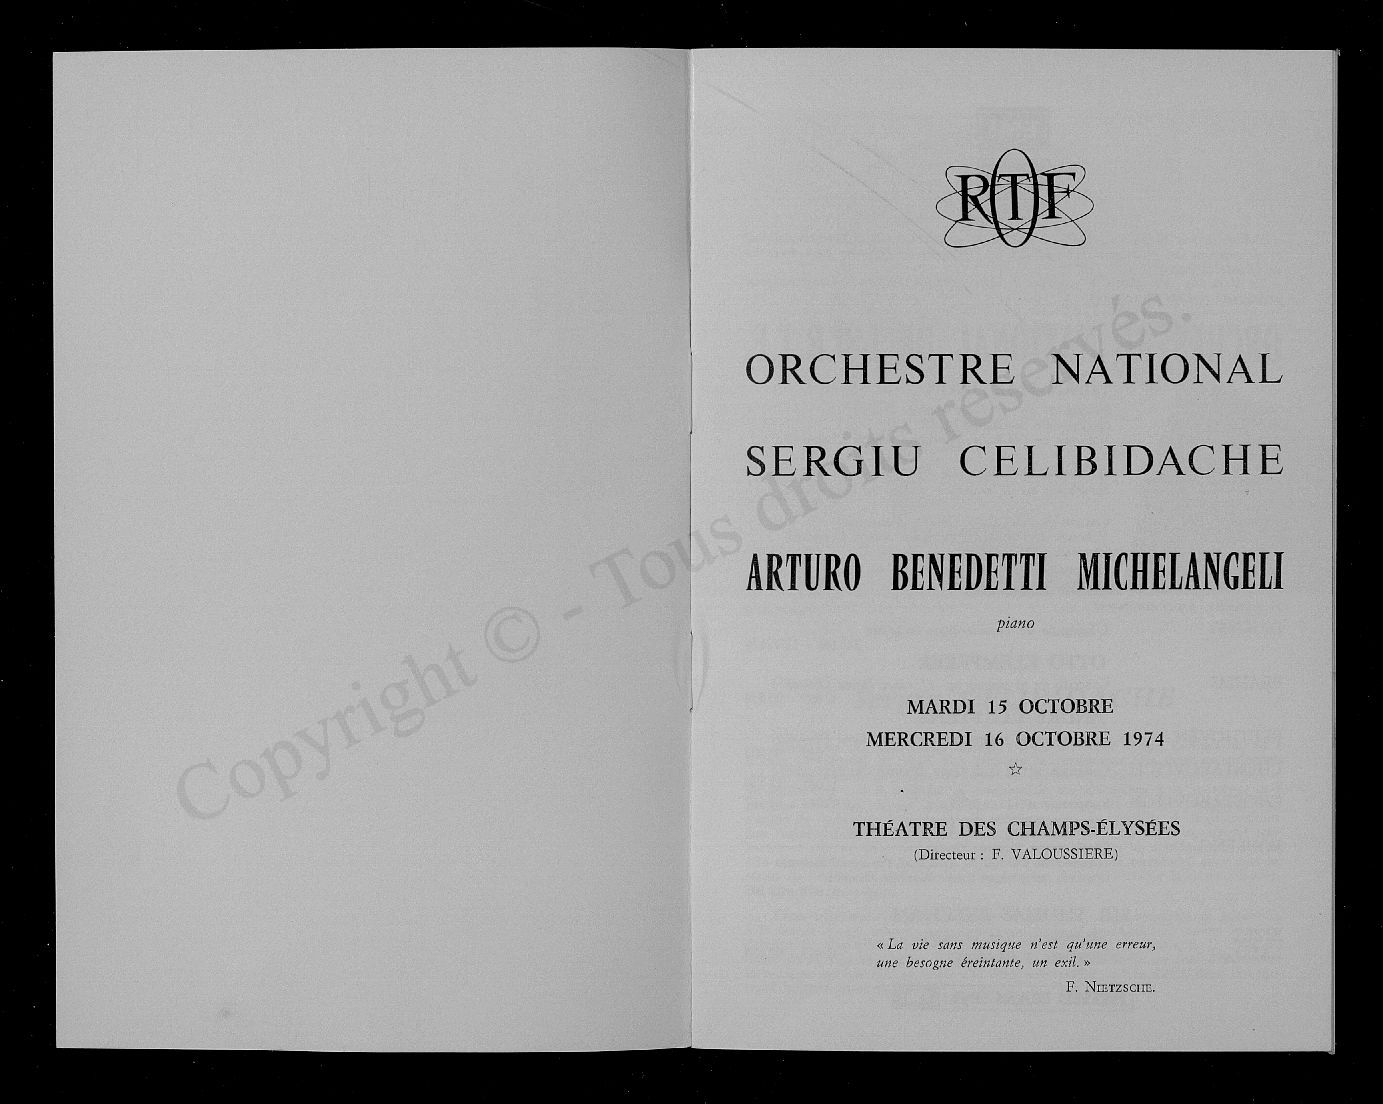 RTF
ORCHESTRE NATIONAL
SERGIU CELIBIDACHE
ARTURO BENEDETTI MICHELANGELI
piano
MARDI 15 OCTOBRE
MERCREDI 16 OCTOBRE 1974
☆
THÉATRE DES CHAMPS-ÉLYSÉES
(Directeur : F. VALOUSSIERE)
« La vie sans musique n'est qu'une erreur,
une besogne éreintante, un exil. »
F. NIETZSCHE.
Copyright © - Tous droits réservés.